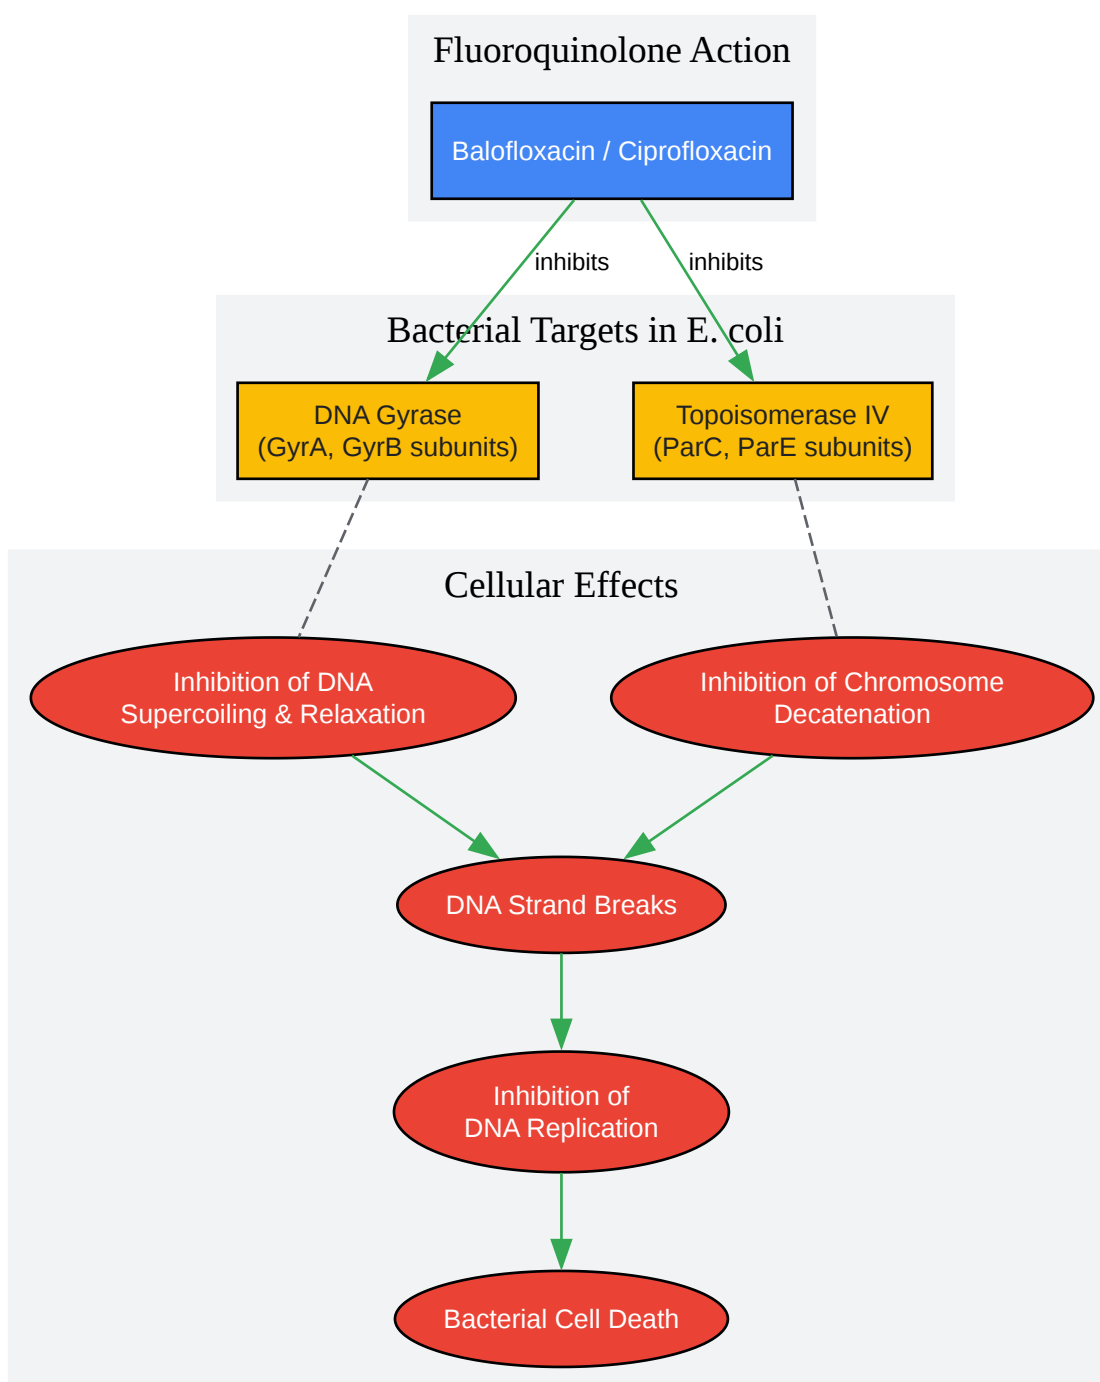 Fluoroquinolone Action
Balofloxacin / Ciprofloxacin
inhibits
inhibits
Bacterial Targets in E. coli
DNA Gyrase
(GyrA, GyrB subunits)
Topoisomerase IV
(ParC, ParE subunits)
Cellular Effects
Inhibition of DNA
Supercoiling & Relaxation
Inhibition of Chromosome
Decatenation
DNA Strand Breaks
Inhibition of
DNA Replication
Bacterial Cell Death